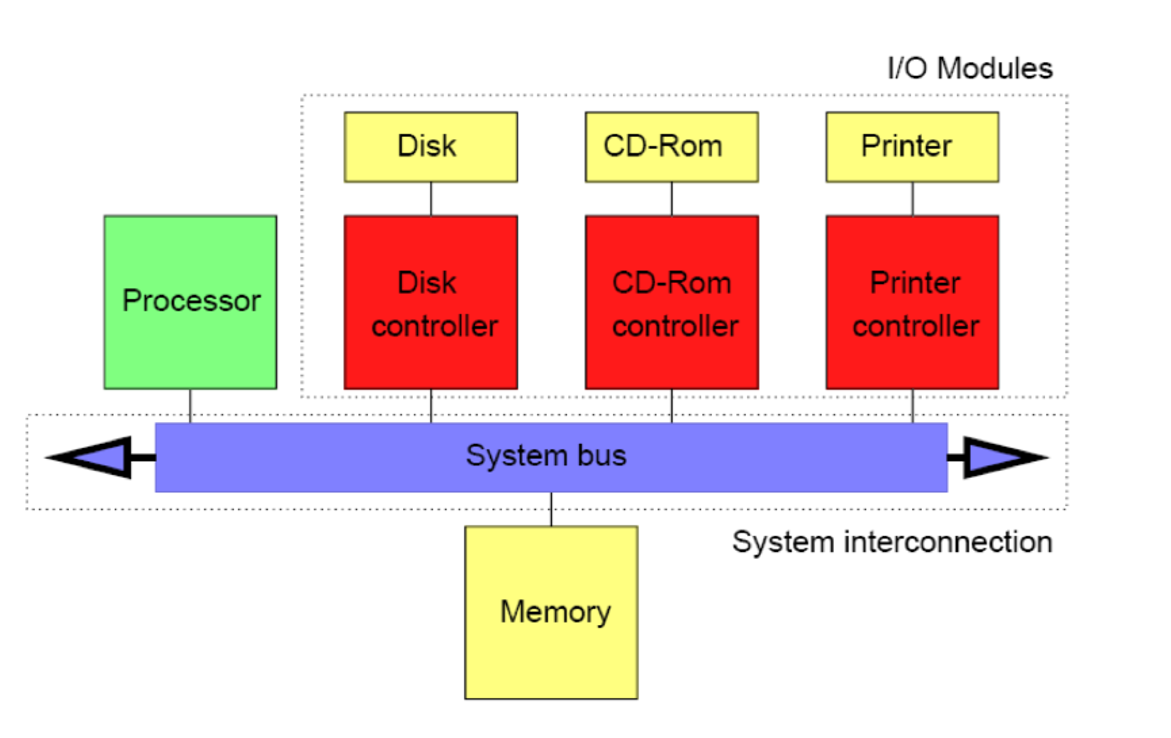 I/O Modules
Disk
CD-Rom
Printer
Processor
Disk
controller
CD-Rom
controller
Printer
controller
System bus
System interconnection
Memory